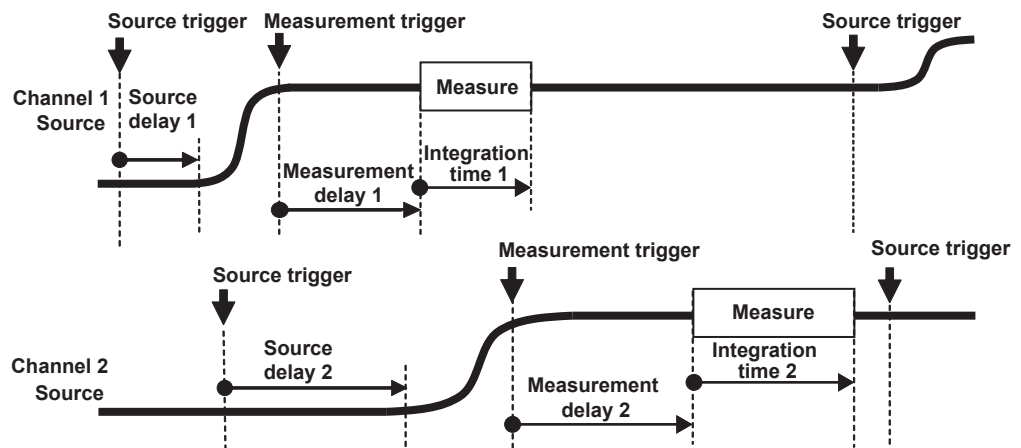 Source trigger
Measurement trigger
Source trigger
Channel 1
Source
Source
delay 1
Measure
Measurement
delay 1
Integration
time 1
Source trigger
Measurement trigger
Source trigger
Channel 2
Source
Source
delay 2
Measure
Measurement
delay 2
Integration
time 2